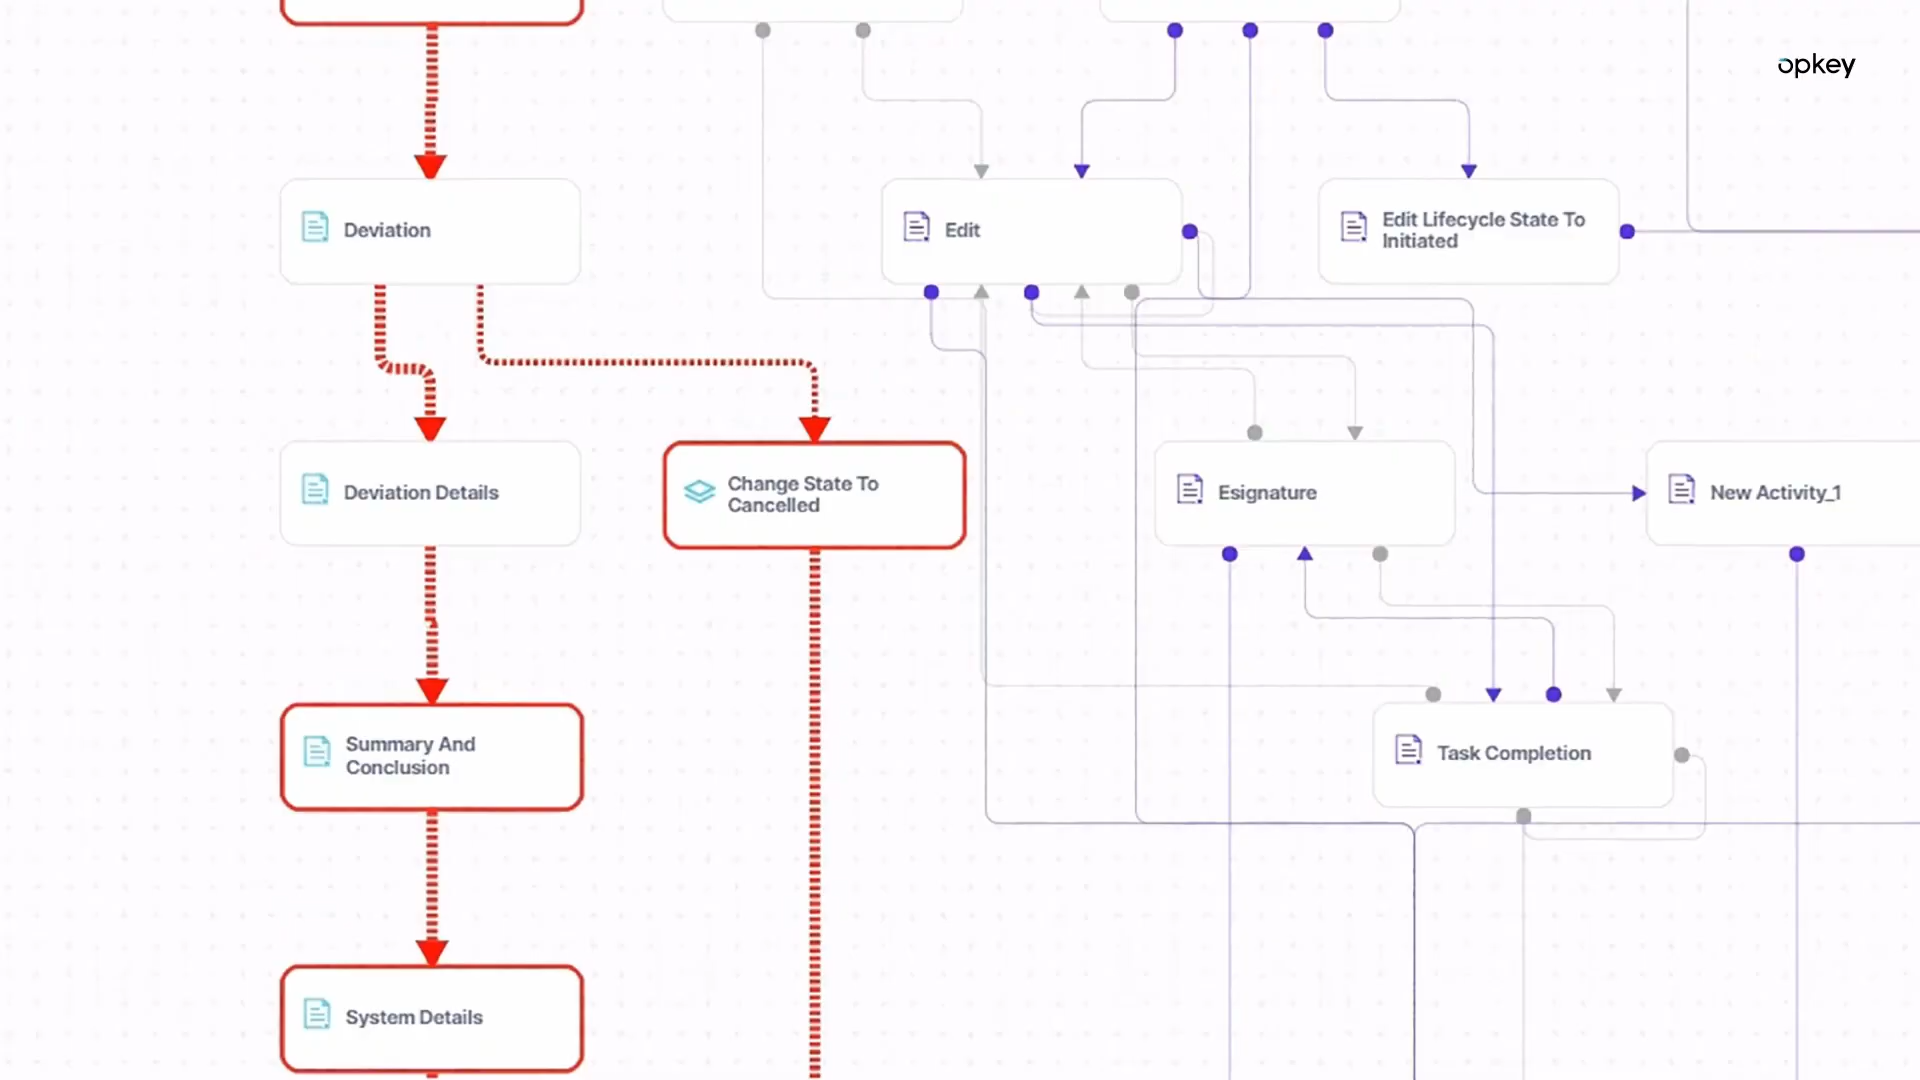 opkey
Deviation
Edit
Edit Lifecycle State To
Initiated
Deviation Details
Change State To
Cancelled
Esignature
New Activity_1
Summary And
Conclusion
Task Completion
System Details